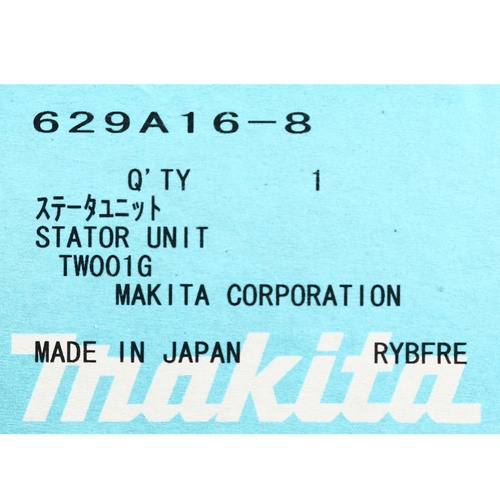 629A16-8
Q'TY 1
ｽﾃｰﾀﾕﾆｯﾄ
STATOR UNIT
TW001G
MAKITA CORPORATION
MADE IN JAPAN RYBFRE
makita